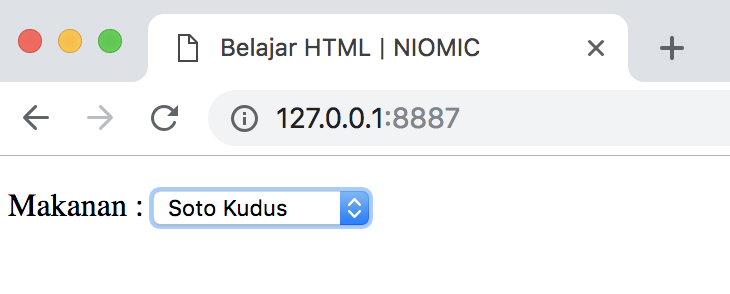 Belajar HTML | NIOMIC
127.0.0.1:8887
Makanan : Soto Kudus